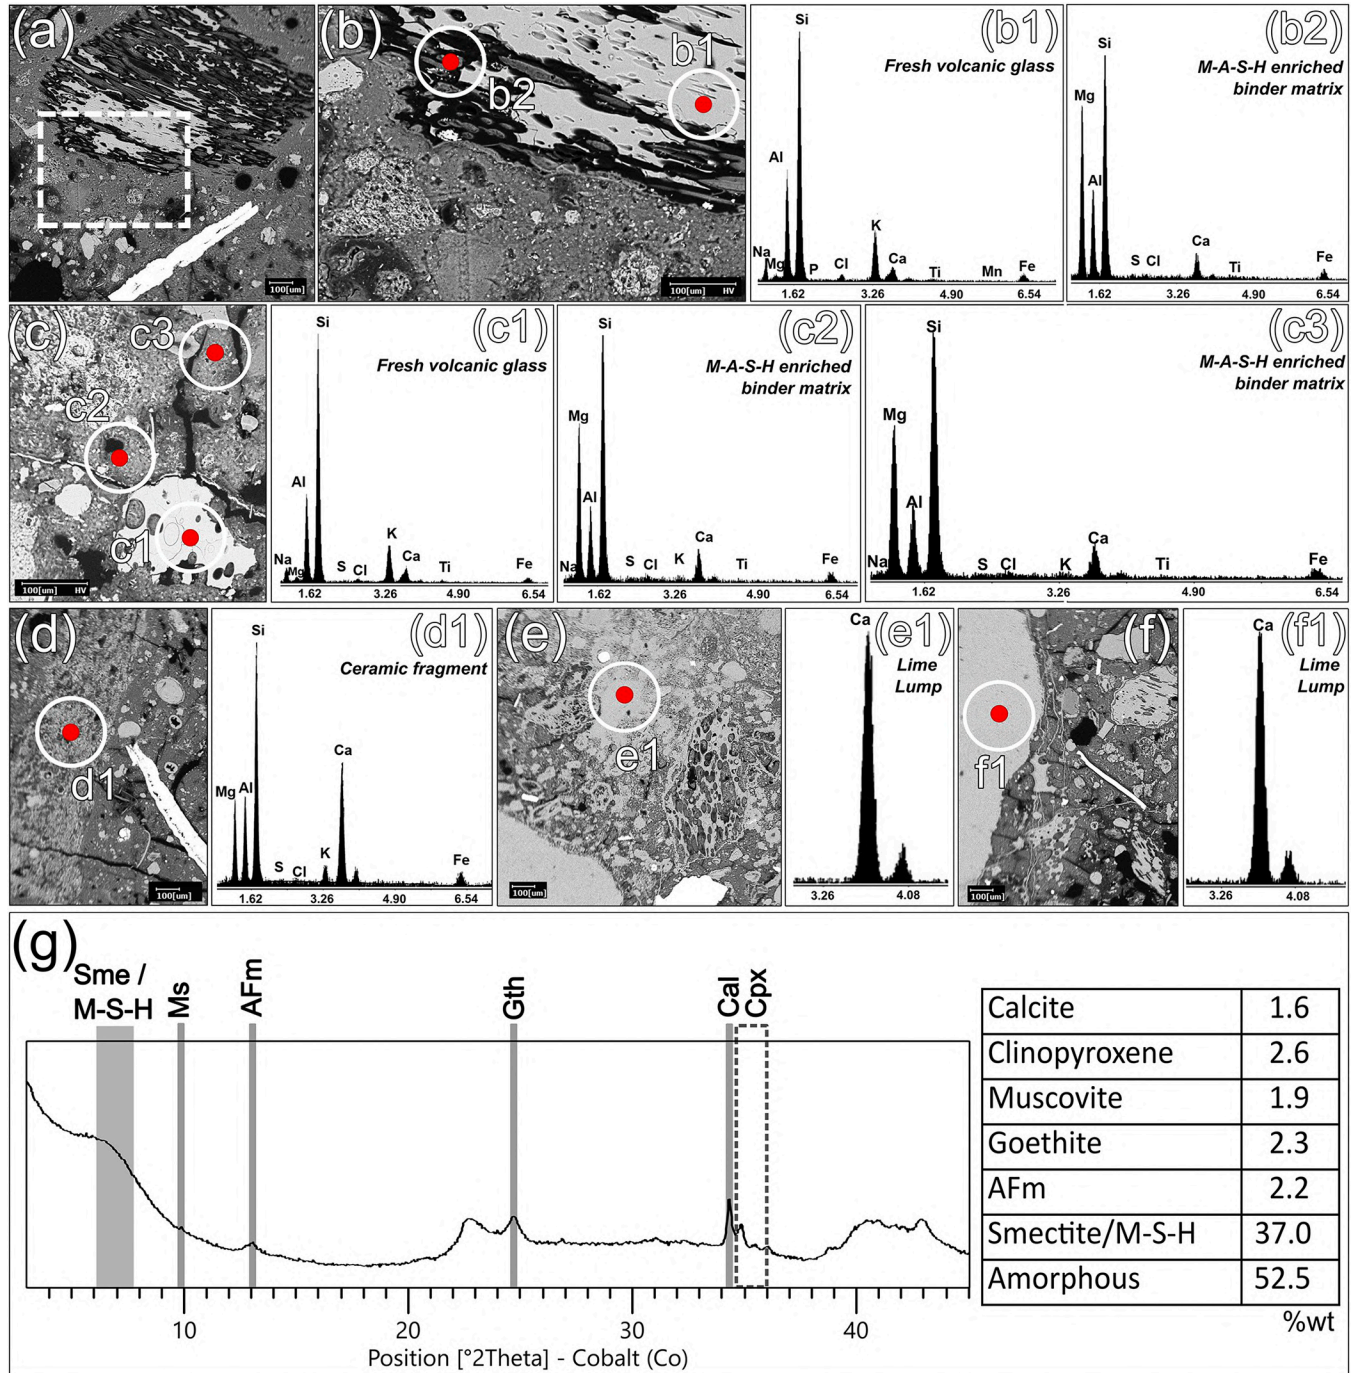 (a)
100[um]
(b)
b1
b2
100[um] HV
(b1)
Fresh volcanic glass
Si
Al
Na
Mg
P
Cl
K
Ca
Ti
Mn
Fe
1.62 3.26 4.90 6.54
(b2)
M-A-S-H enriched
binder matrix
Si
Mg
Al
S Cl
Ca
Ti
Fe
1.62 3.26 4.90 6.54
(c)
c3
c2
c1
100[um] HV
(c1)
Fresh volcanic glass
Si
Al
Na
Mg
S
Cl
K
Ca
Ti
Fe
1.62 3.26 4.90 6.54
(c2)
M-A-S-H enriched
binder matrix
Si
Mg
Al
Na
S
Cl
K
Ca
Ti
Fe
1.62 3.26 4.90 6.54
(c3)
M-A-S-H enriched
binder matrix
Si
Mg
Al
Na
S Cl
K
Ca
Ti
Fe
1.62 3.26 4.90 6.54
(d)
d1
100[um]
(d1)
Ceramic fragment
Si
Mg
Al
S
Cl
K
Ca
Fe
1.62 3.26 4.90 6.54
(e)
e1
100[um]
(e1)
Lime
Lump
Ca
3.26 4.08
(f)
f1
100[um]
(f1)
Lime
Lump
Ca
3.26 4.08
(g)
Sme /
M-S-H
Ms
AFm
Gth
Cal
Cpx
10 20 30 40
Position [°2Theta] - Cobalt (Co)
Calcite 1.6
Clinopyroxene 2.6
Muscovite 1.9
Goethite 2.3
AFm 2.2
Smectite/M-S-H 37.0
Amorphous 52.5
%wt